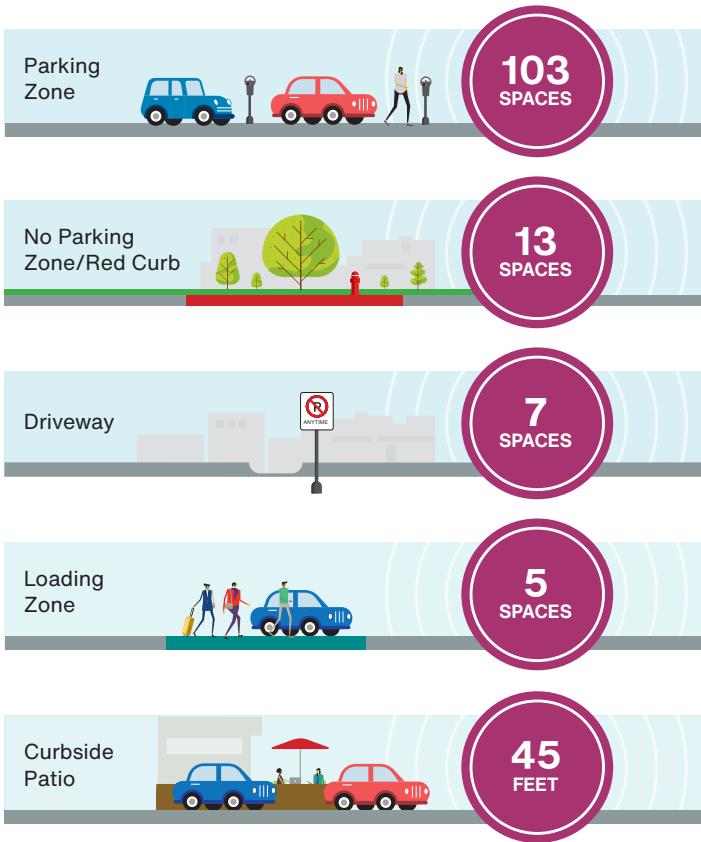 Parking
Zone
103
SPACES
No Parking
Zone/Red Curb
13
SPACES
Driveway
P
ANYTIME
7
SPACES
Loading
Zone
5
SPACES
Curbside
Patio
45
FEET